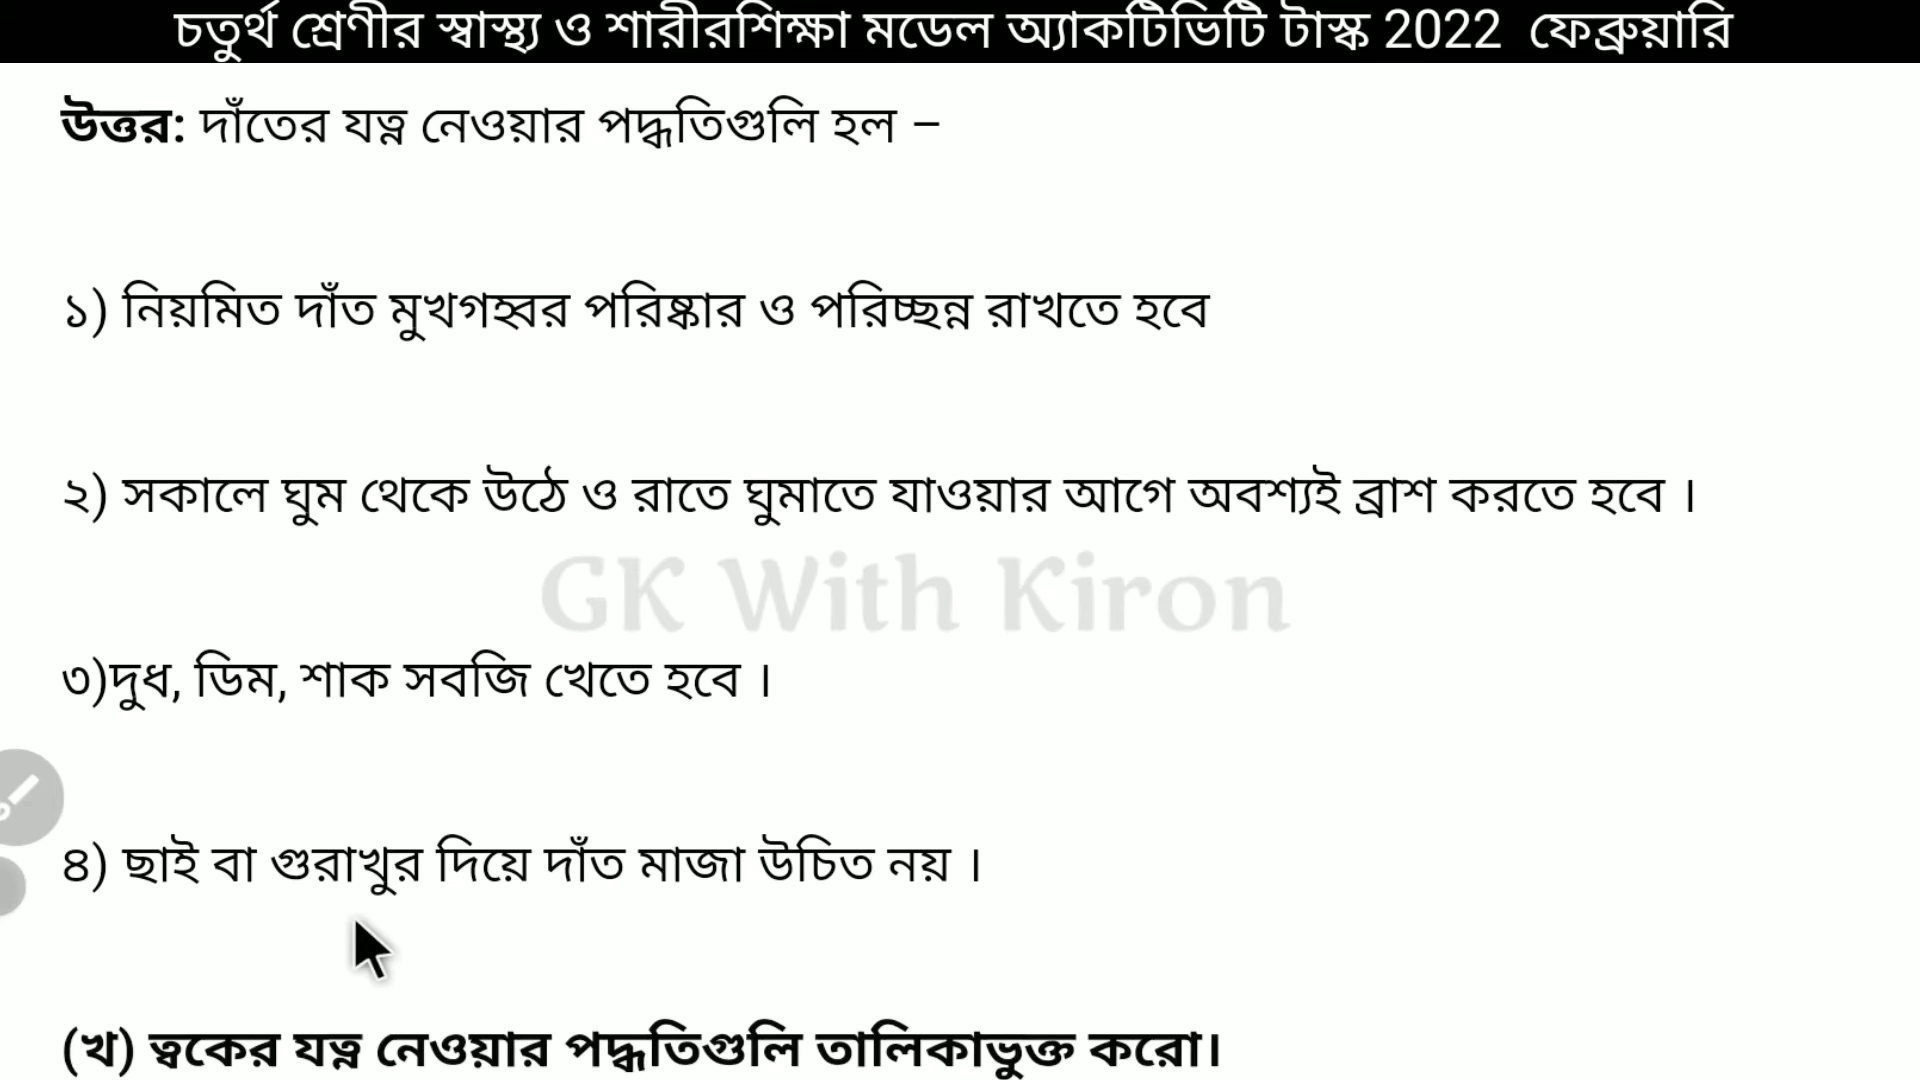 চতুর্থ শ্রেণীর স্বাস্থ্য ও শারীরশিক্ষা মডেল অ্যাকটিভিটি টাস্ক 2022 ফেব্রুয়ারি
উত্তর: দাঁতের যত্ন নেওয়ার পদ্ধতিগুলি হল –
১) নিয়মিত দাঁত মুখগহ্বর পরিষ্কার ও পরিচ্ছন্ন রাখতে হবে
২) সকালে ঘুম থেকে উঠে ও রাতে ঘুমাতে যাওয়ার আগে অবশ্যই ব্রাশ করতে হবে ।
GK With Kiron
৩)দুধ, ডিম, শাক সবজি খেতে হবে ।
৪) ছাই বা গুরাখুর দিয়ে দাঁত মাজা উচিত নয় ।
(খ) ত্বকের যত্ন নেওয়ার পদ্ধতিগুলি তালিকাভুক্ত করো।